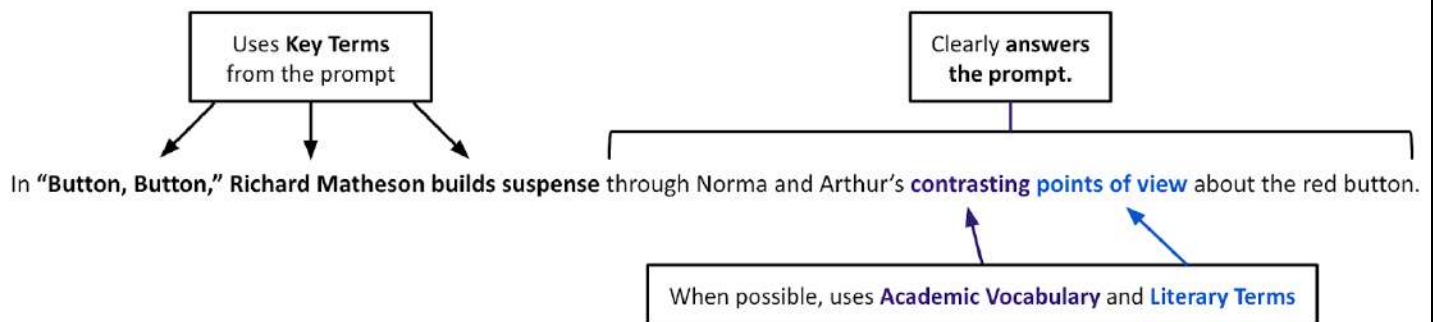 Uses Key Terms
from the prompt
Clearly answers
the prompt.
In “Button, Button,” Richard Matheson builds suspense through Norma and Arthur’s contrasting points of view about the red button.
When possible, uses Academic Vocabulary and Literary Terms